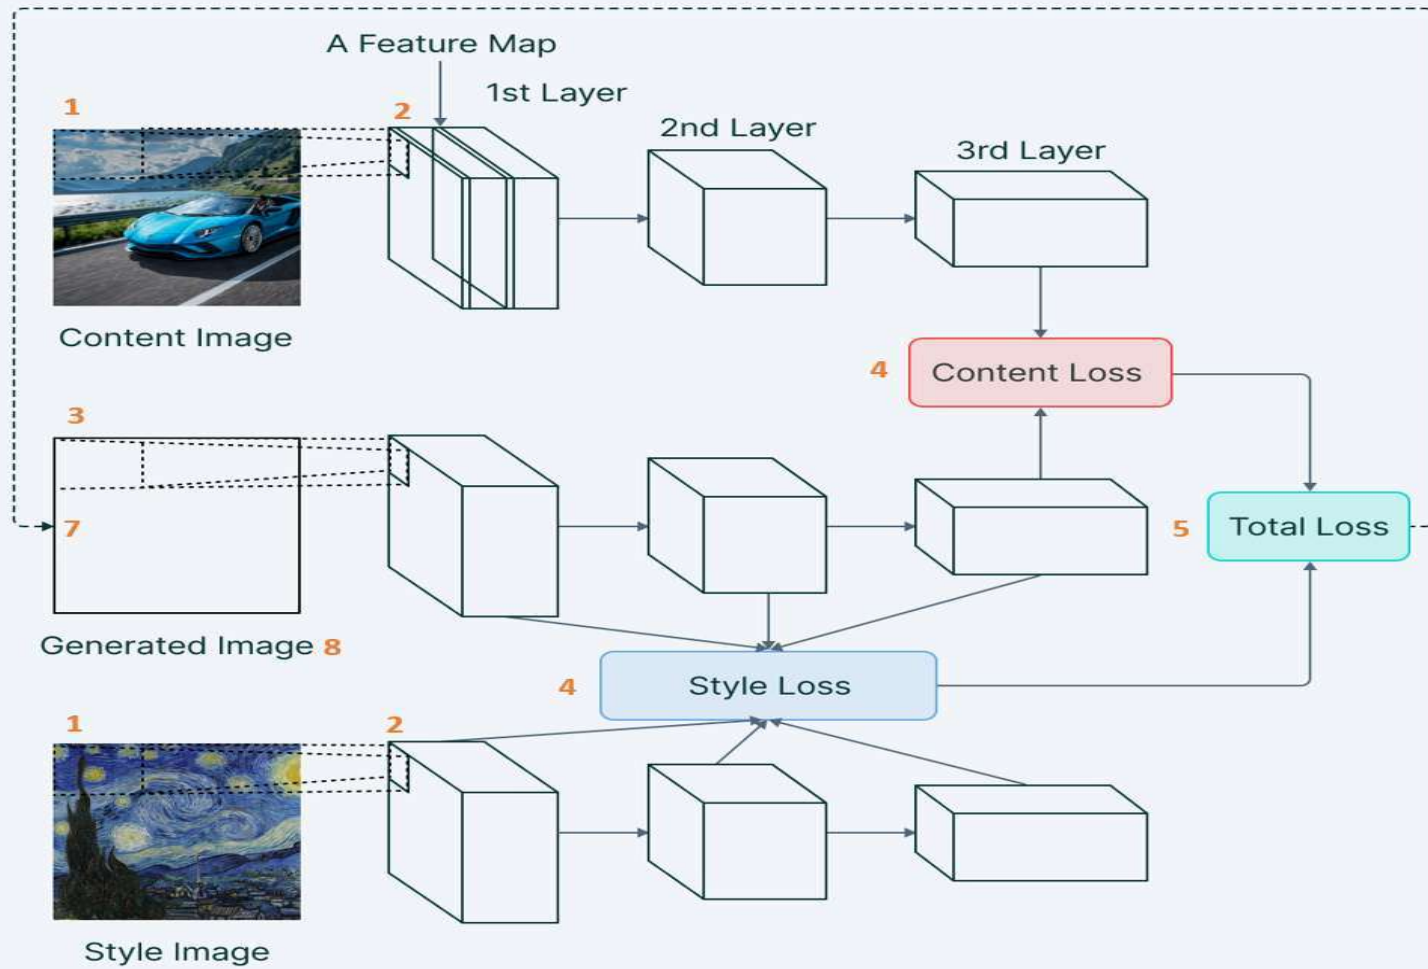 A Feature Map
1st Layer
2nd Layer
3rd Layer
1
2
Content Image
4
Content Loss
3
7
5
Total Loss
Generated Image 8
4
Style Loss
1
2
Style Image